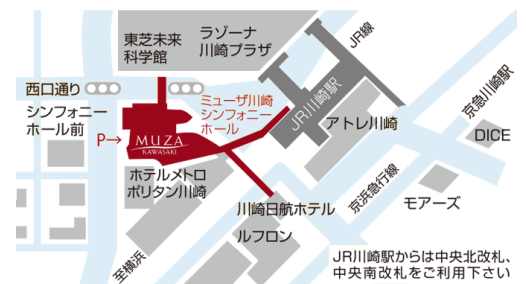 東芝未来
科学館
ラゾーナ
川崎プラザ
JR線
西口通り
シンフォニー
ホール前
P→
MUZA
KAWASAKI
ミューザ川崎
シンフォニー
ホール
JR川崎駅
アトレ川崎
京急川崎駅
DICE
ホテルメトロ
ポリタン川崎
川崎日航ホテル
ルフロン
京浜急行線
モアーズ
至横浜
JR川崎駅からは中央北改札、
中央南改札をご利用下さい